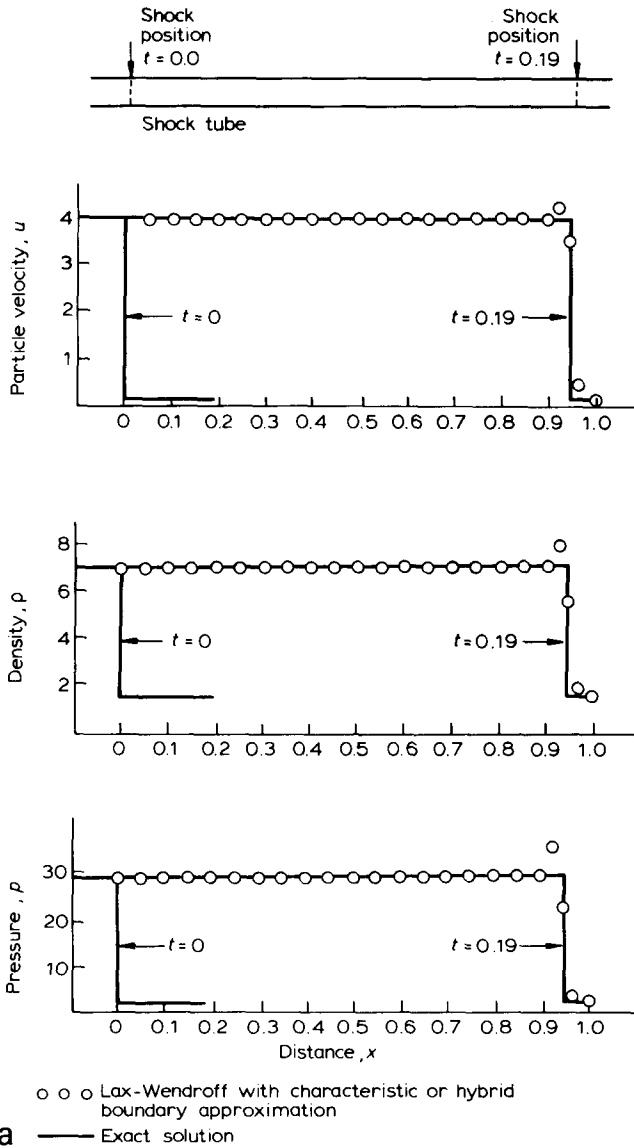 Shock position t = 0.0
Shock position t = 0.19
Shock tube
Particle velocity, u
4
3
2
1
t = 0
t = 0.19
0 0.1 0.2 0.3 0.4 0.5 0.6 0.7 0.8 0.9 1.0
Density, ρ
8
6
4
2
t = 0
t = 0.19
0 0.1 0.2 0.3 0.4 0.5 0.6 0.7 0.8 0.9 1.0
Pressure, p
30
20
10
t = 0
t = 0.19
0 0.1 0.2 0.3 0.4 0.5 0.6 0.7 0.8 0.9 1.0
Distance, x
Lax-Wendroff with characteristic or hybrid
boundary approximation
a
Exact solution